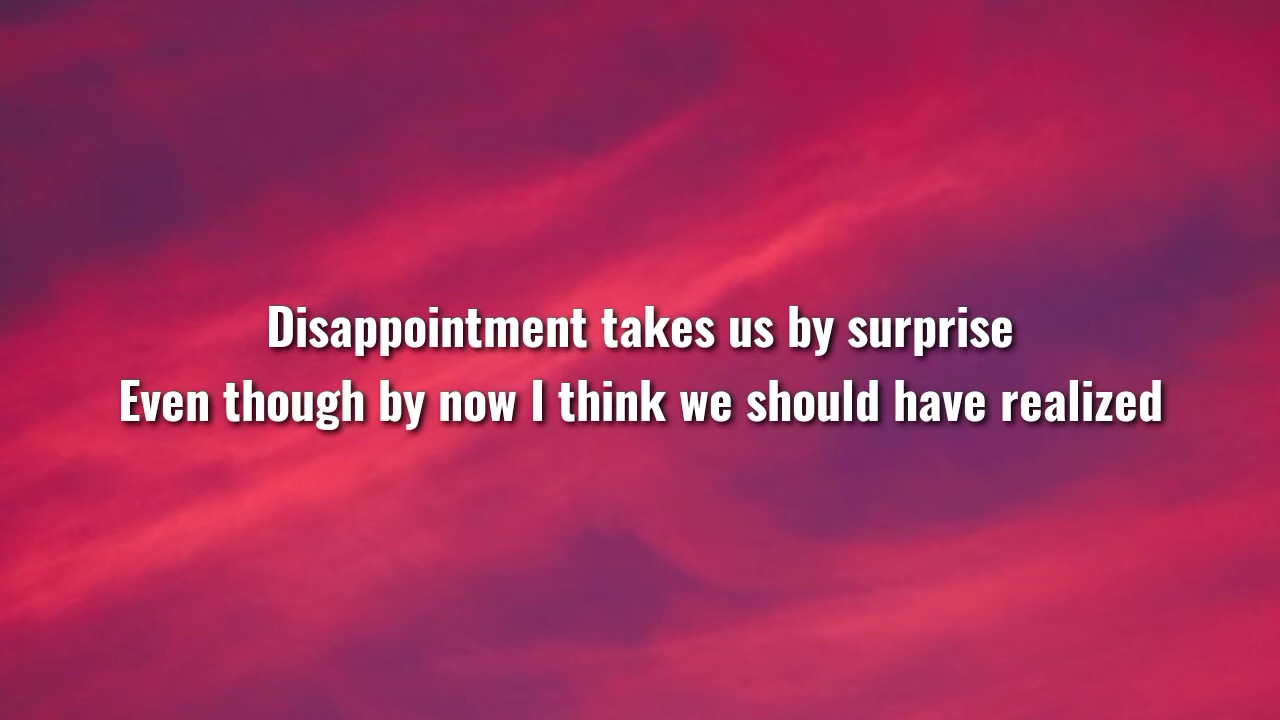 Disappointment takes us by surprise
Even though by now I think we should have realized